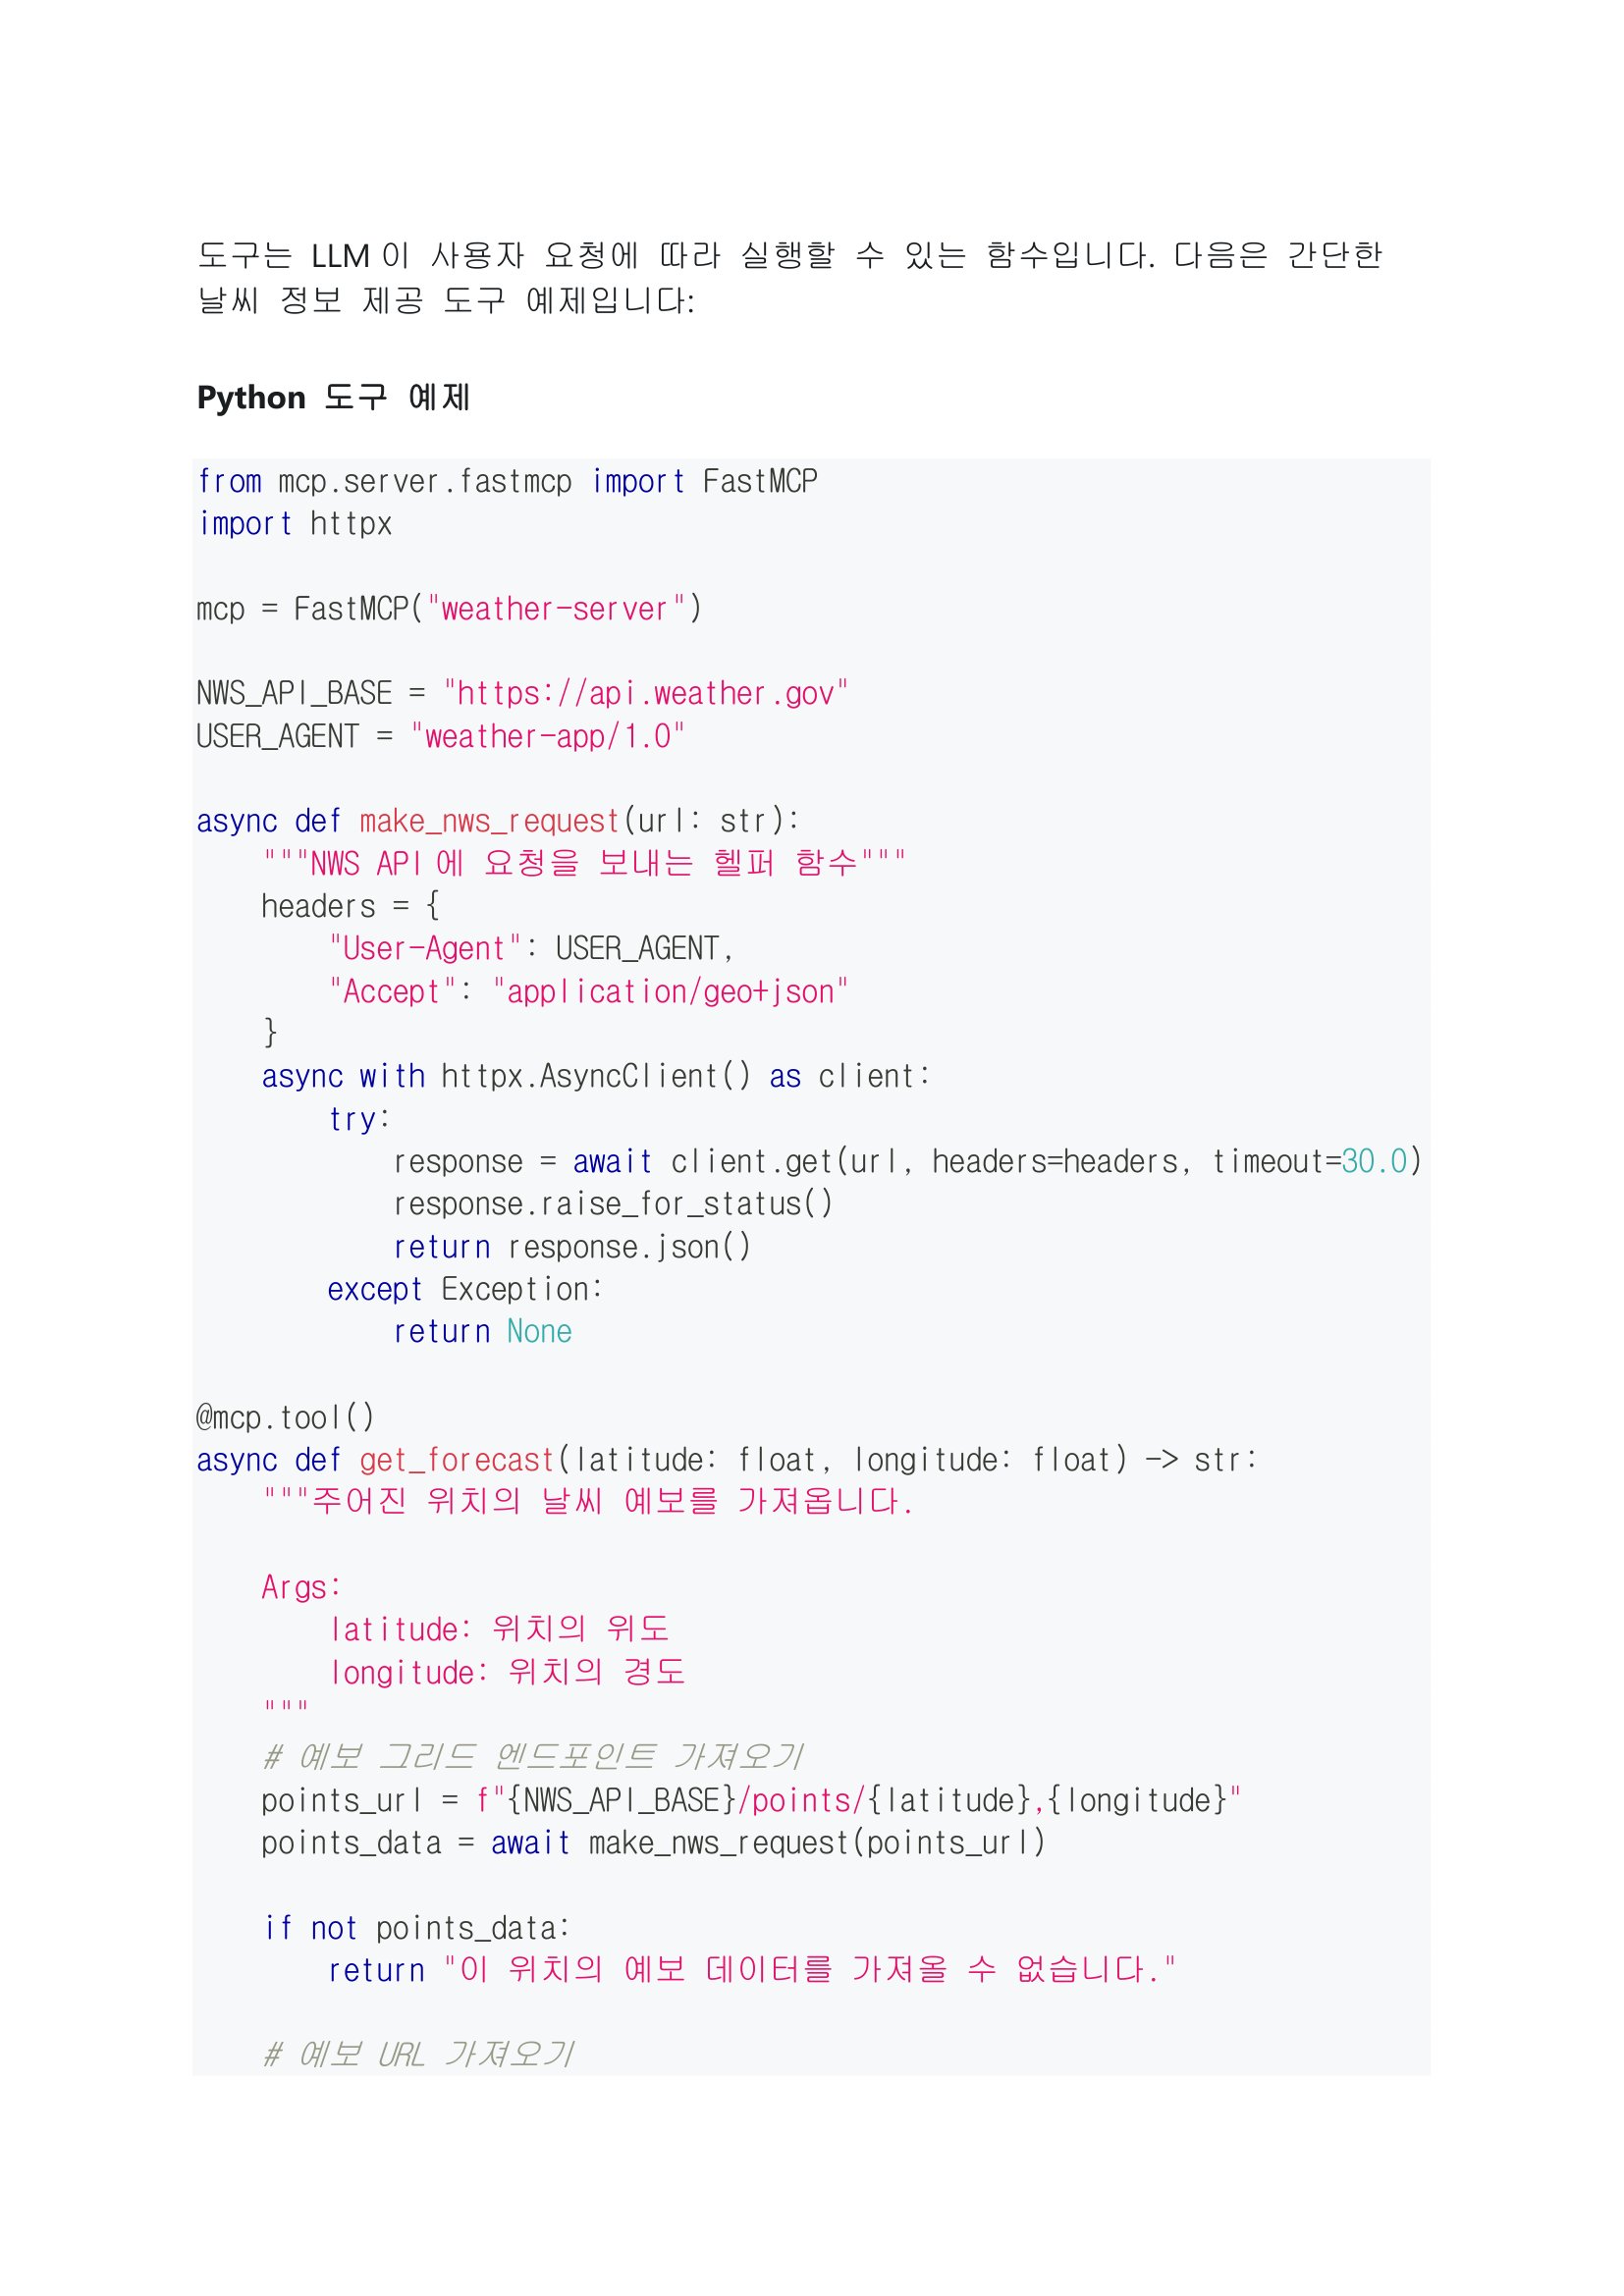 도구는 LLM이 사용자 요청에 따라 실행할 수 있는 함수입니다. 다음은 간단한
날씨 정보 제공 도구 예제입니다:
Python 도구 예제
from mcp.server.fastmcp import FastMCP
import httpx
mcp = FastMCP("weather-server")
NWS_API_BASE = "https://api.weather.gov"
USER_AGENT = "weather-app/1.0"
async def make_nws_request(url: str):
    """NWS API에 요청을 보내는 헬퍼 함수"""
    headers = {
        "User-Agent": USER_AGENT,
        "Accept": "application/geo+json"
    }
    async with httpx.AsyncClient() as client:
        try:
            response = await client.get(url, headers=headers, timeout=30.0)
            response.raise_for_status()
            return response.json()
        except Exception:
            return None
@mcp.tool()
async def get_forecast(latitude: float, longitude: float) -> str:
    """주어진 위치의 날씨 예보를 가져옵니다.
    Args:
        latitude: 위치의 위도
        longitude: 위치의 경도
    """
    # 예보 그리드 엔드포인트 가져오기
    points_url = f"{NWS_API_BASE}/points/{latitude},{longitude}"
    points_data = await make_nws_request(points_url)
    if not points_data:
        return "이 위치의 예보 데이터를 가져올 수 없습니다."
    # 예보 URL 가져오기